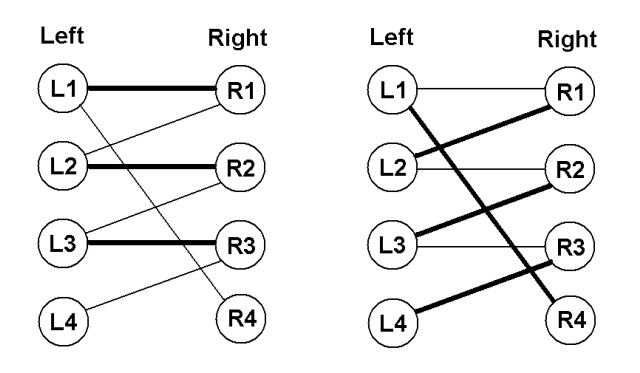 Left Right Left Right
L1 R1 L1 R1
L2 R2 L2 R2
L3 R3 L3 R3
L4 R4 L4 R4